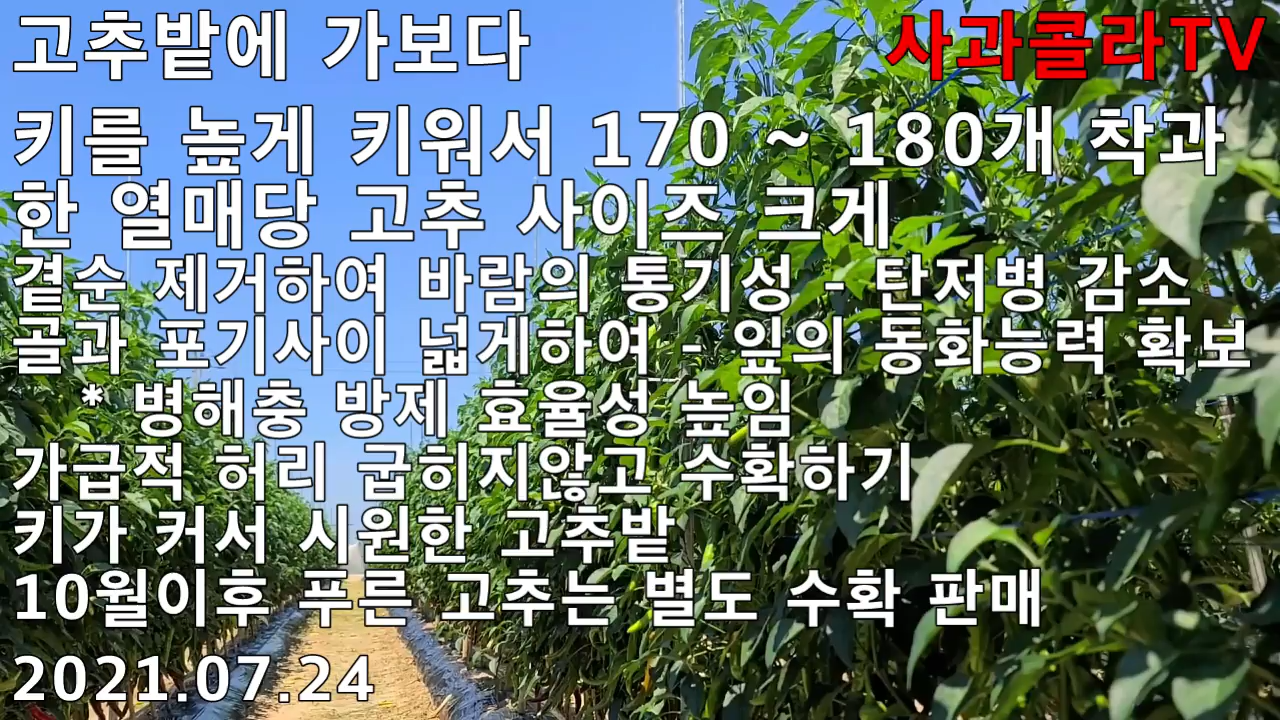 고추밭에 가보다
사과콜라TV
키를 높게 키워서 170 ~ 180개 착과
한 열매당 고추 사이즈 크게
곁순 제거하여 바람의 통기성 - 탄저병 감소
골과 포기사이 넓게하여 - 잎의 동화능력 확보
* 병해충 방제 효율성 높임
가급적 허리 굽히지않고 수확하기
키가 커서 시원한 고추밭
10월이후 푸른 고추는 별도 수확 판매
2021.07.24